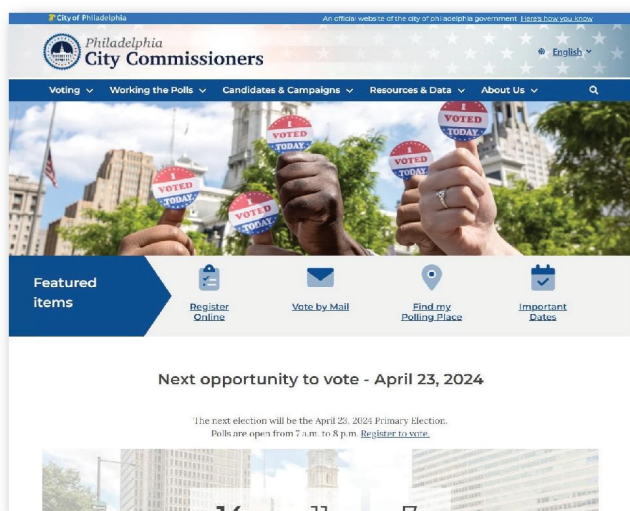 City of Philadelphia
An official website of the city of philadelphia government Here's how you know
Philadelphia
City Commissioners
English
Voting
Working the Polls
Candidates & Campaigns
Resources & Data
About Us
I VOTED TODAY
I VOTED TODAY.
I VOTED TODAY
I VOTED TODAY.
Featured
items
Register
Online
Vote by Mail
Find my
Polling Place
Important
Dates
Next opportunity to vote - April 23, 2024
The next election will be the April 23, 2024 Primary Election.
Polls are open from 7 a.m. to 8 p.m. Register to vote.
14 11 7